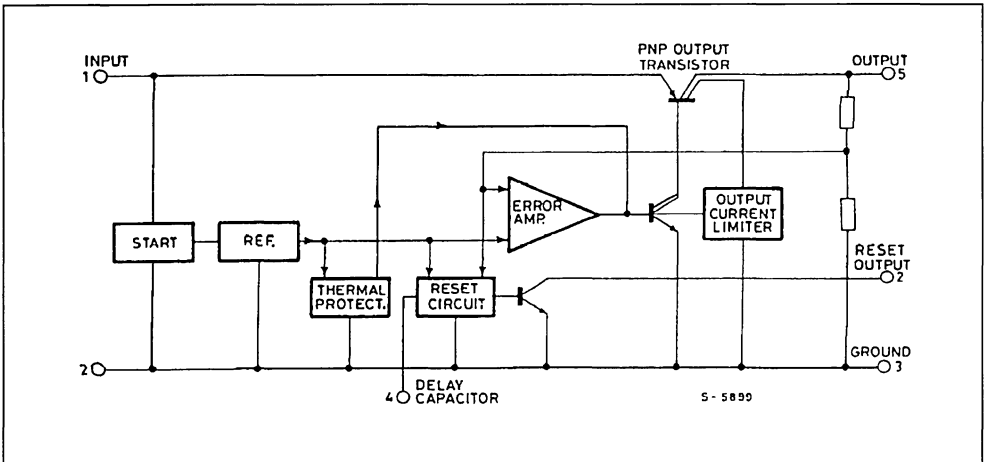 PNP OUTPUT
TRANSISTOR
INPUT
1
OUTPUT
5
ERROR
AMP.
OUTPUT
CURRENT
LIMITER
START
REF.
THERMAL
PROTECT.
RESET
CIRCUIT
RESET
OUTPUT
2
2
GROUND
3
4
DELAY
CAPACITOR
S-5899